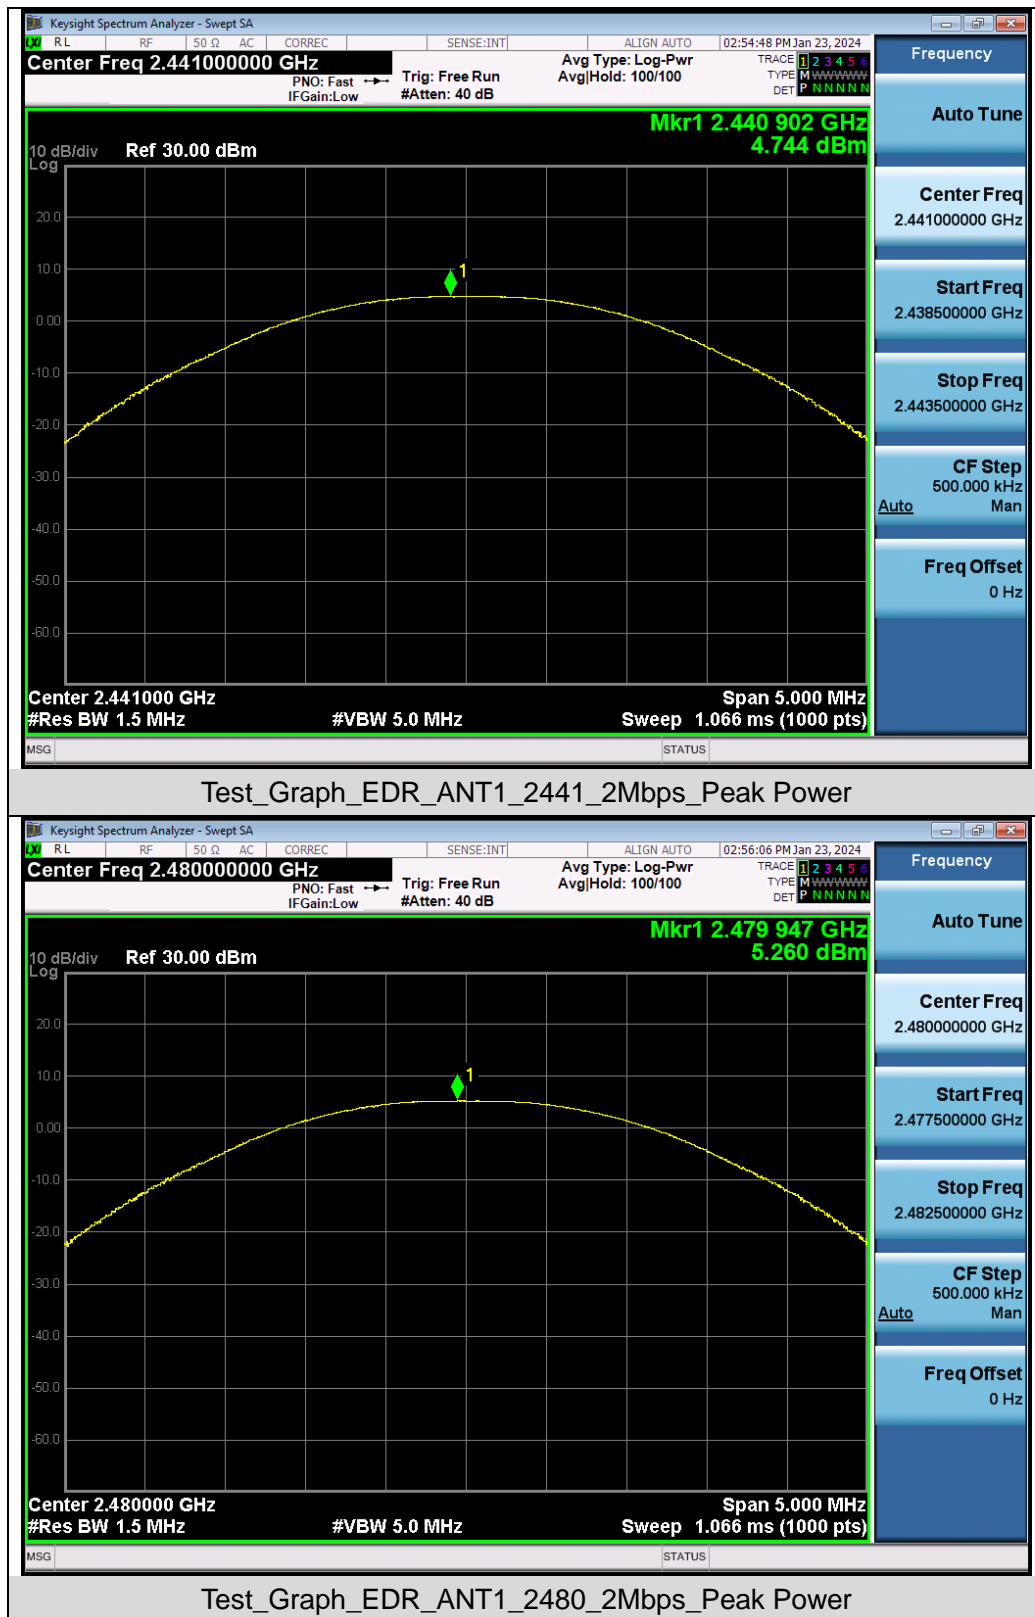 Keysight Spectrum Analyzer - Swept SA
LXI RL RF 50 Ω AC CORREC SENSE:INT ALIGN AUTO 02:54:48 PM Jan 23, 2024
Center Freq 2.441000000 GHz
PNO: Fast
IFGain:Low
Trig: Free Run
#Atten: 40 dB
Avg Type: Log-Pwr
Avg|Hold: 100/100
TRACE 1 2 3 4 5 6
TYPE M WWWWW
DET P N N N N N
Mkr1 2.440 902 GHz
4.744 dBm
10 dB/div Ref 30.00 dBm
Log
20.0
10.0
1
0.00
-10.0
-20.0
-30.0
-40.0
-50.0
-60.0
Center 2.441000 GHz Span 5.000 MHz
#Res BW 1.5 MHz #VBW 5.0 MHz Sweep 1.066 ms (1000 pts)
MSG STATUS
Frequency
Auto Tune
Center Freq
2.441000000 GHz
Start Freq
2.438500000 GHz
Stop Freq
2.443500000 GHz
CF Step
500.000 kHz
Auto Man
Freq Offset
0 Hz
Test_Graph_EDR_ANT1_2441_2Mbps_Peak Power
Keysight Spectrum Analyzer - Swept SA
LXI RL RF 50 Ω AC CORREC SENSE:INT ALIGN AUTO 02:56:06 PM Jan 23, 2024
Center Freq 2.480000000 GHz
PNO: Fast
IFGain:Low
Trig: Free Run
#Atten: 40 dB
Avg Type: Log-Pwr
Avg|Hold: 100/100
TRACE 1 2 3 4 5 6
TYPE M WWWWW
DET P N N N N N
Mkr1 2.479 947 GHz
5.260 dBm
10 dB/div Ref 30.00 dBm
Log
20.0
10.0
1
0.00
-10.0
-20.0
-30.0
-40.0
-50.0
-60.0
Center 2.480000 GHz Span 5.000 MHz
#Res BW 1.5 MHz #VBW 5.0 MHz Sweep 1.066 ms (1000 pts)
MSG STATUS
Frequency
Auto Tune
Center Freq
2.480000000 GHz
Start Freq
2.477500000 GHz
Stop Freq
2.482500000 GHz
CF Step
500.000 kHz
Auto Man
Freq Offset
0 Hz
Test_Graph_EDR_ANT1_2480_2Mbps_Peak Power